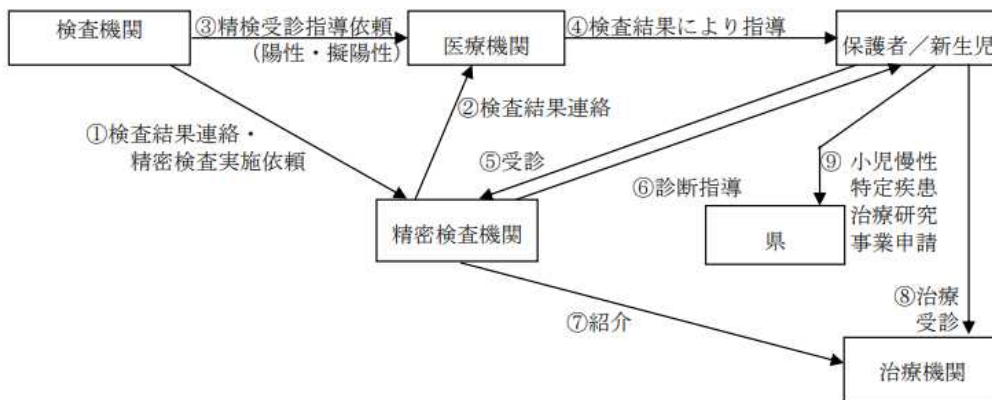 検査機関
③精検受診指導依頼
(陽性・擬陽性)
医療機関
④検査結果により指導
保護者／新生児
①検査結果連絡・
精密検査実施依頼
②検査結果連絡
⑤受診
⑥診断指導
⑨ 小児慢性
特定疾患
治療研究
事業申請
精密検査機関
県
⑦紹介
⑧治療
受診
治療機関